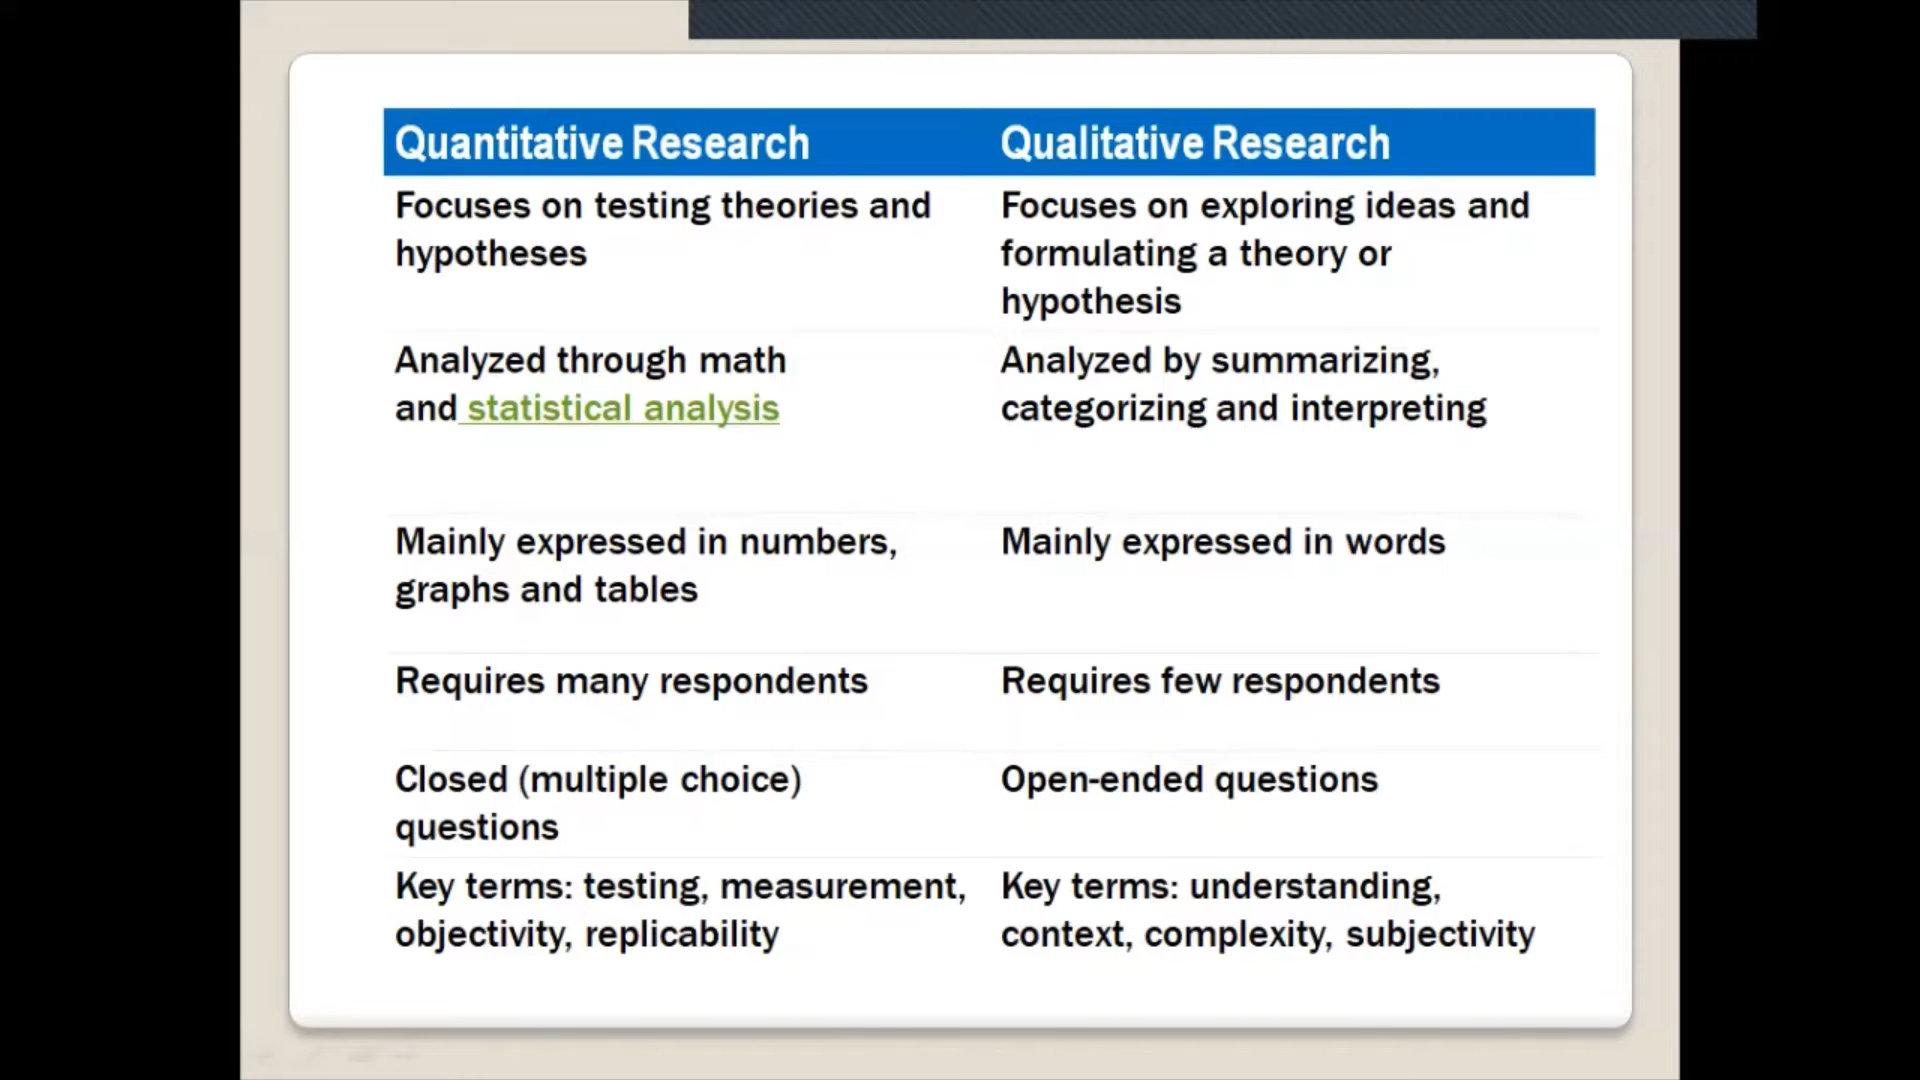 Quantitative Research
Qualitative Research
Focuses on testing theories and
hypotheses
Focuses on exploring ideas and
formulating a theory or
hypothesis
Analyzed through math
and statistical analysis
Analyzed by summarizing,
categorizing and interpreting
Mainly expressed in numbers,
graphs and tables
Mainly expressed in words
Requires many respondents
Requires few respondents
Closed (multiple choice)
questions
Open-ended questions
Key terms: testing, measurement,
objectivity, replicability
Key terms: understanding,
context, complexity, subjectivity